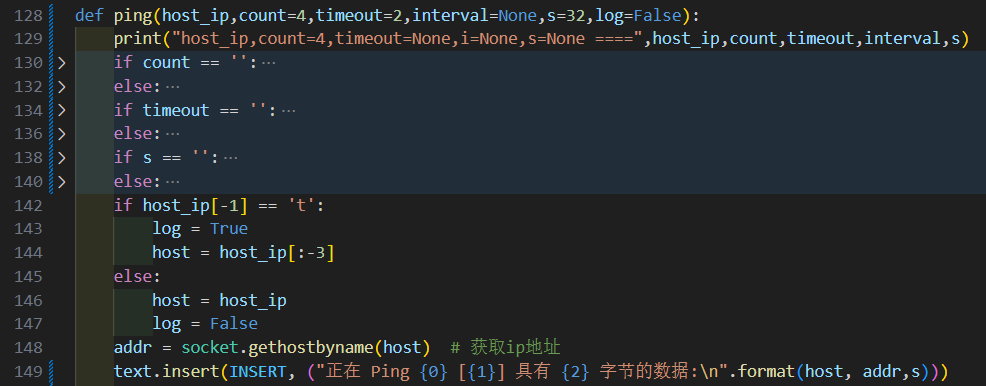 128 def ping(host_ip,count=4,timeout=2,interval=None,s=32,log=False):
129     print("host_ip,count=4,timeout=None,i=None,s=None ====",host_ip,count,timeout,interval,s)
130     if count == '':···
132     else:···
134     if timeout == '':···
136     else:···
138     if s == '':···
140     else:···
142     if host_ip[-1] == 't':
143         log = True
144         host = host_ip[:-3]
145     else:
146         host = host_ip
147         log = False
148     addr = socket.gethostbyname(host)  # 获取ip地址
149     text.insert(INSERT, ("正在 Ping {0} [{1}] 具有 {2} 字节的数据:\n".format(host, addr,s)))